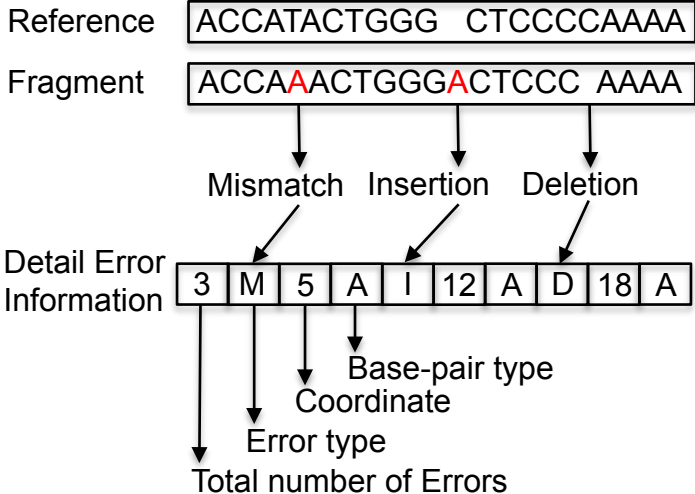 Reference ACCATACTGGG CTCCCCAAAA
Fragment ACCAAACTGGGACTCCC AAAA
Mismatch Insertion Deletion
Detail Error
Information
3 M 5 A I 12 A D 18 A
Base-pair type
Coordinate
Error type
Total number of Errors